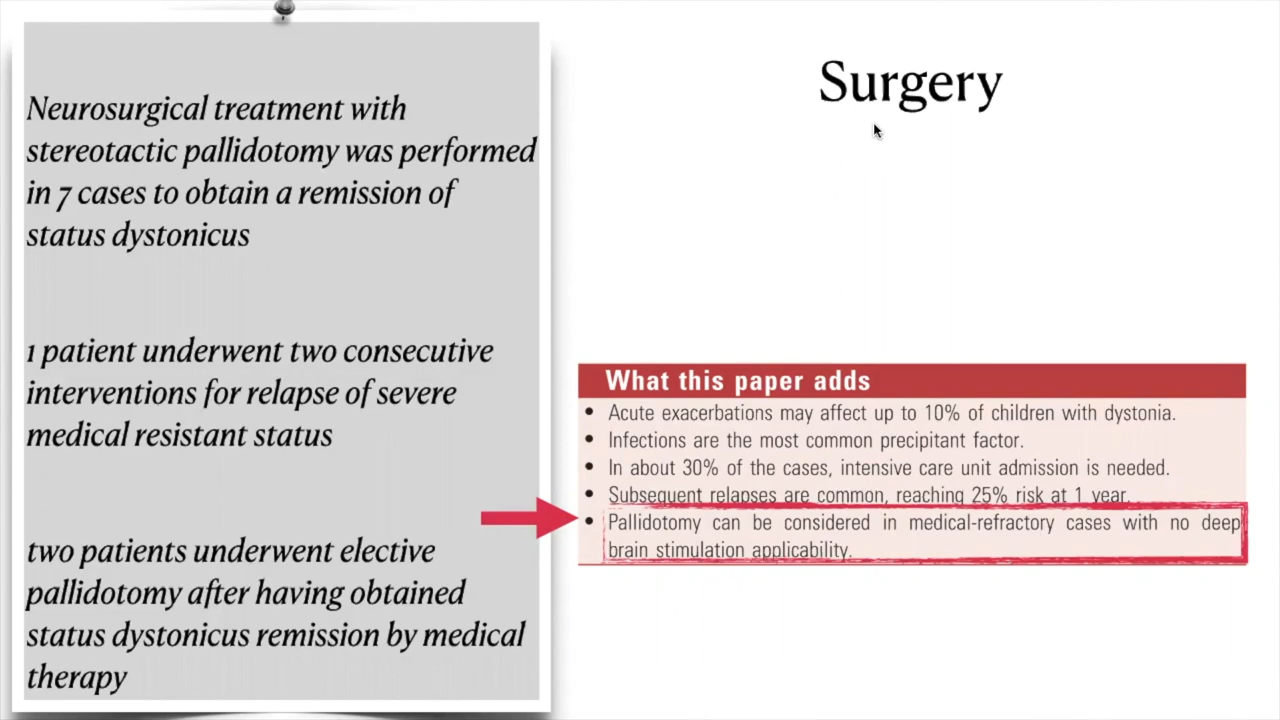 Surgery
Neurosurgical treatment with
stereotactic pallidotomy was performed
in 7 cases to obtain a remission of
status dystonicus
1 patient underwent two consecutive
interventions for relapse of severe
medical resistant status
two patients underwent elective
pallidotomy after having obtained
status dystonicus remission by medical
therapy
What this paper adds
• Acute exacerbations may affect up to 10% of children with dystonia.
• Infections are the most common precipitant factor.
• In about 30% of the cases, intensive care unit admission is needed.
• Subsequent relapses are common, reaching 25% risk at 1 year.
• Pallidotomy can be considered in medical-refractory cases with no deep
brain stimulation applicability.